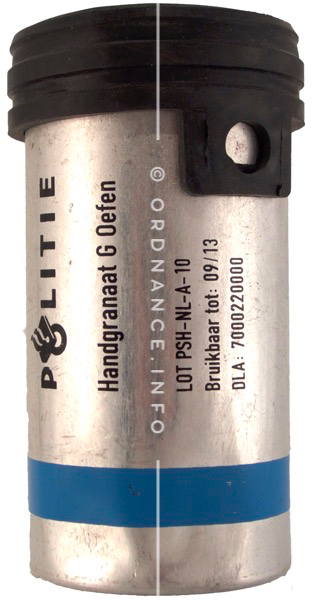 POLITIE
Handgranaat G Oefen
© ORDNANCE.INFO
LOT PSH-NL-A-10
Bruikbaar tot: 09/13
DLA: 7000220000